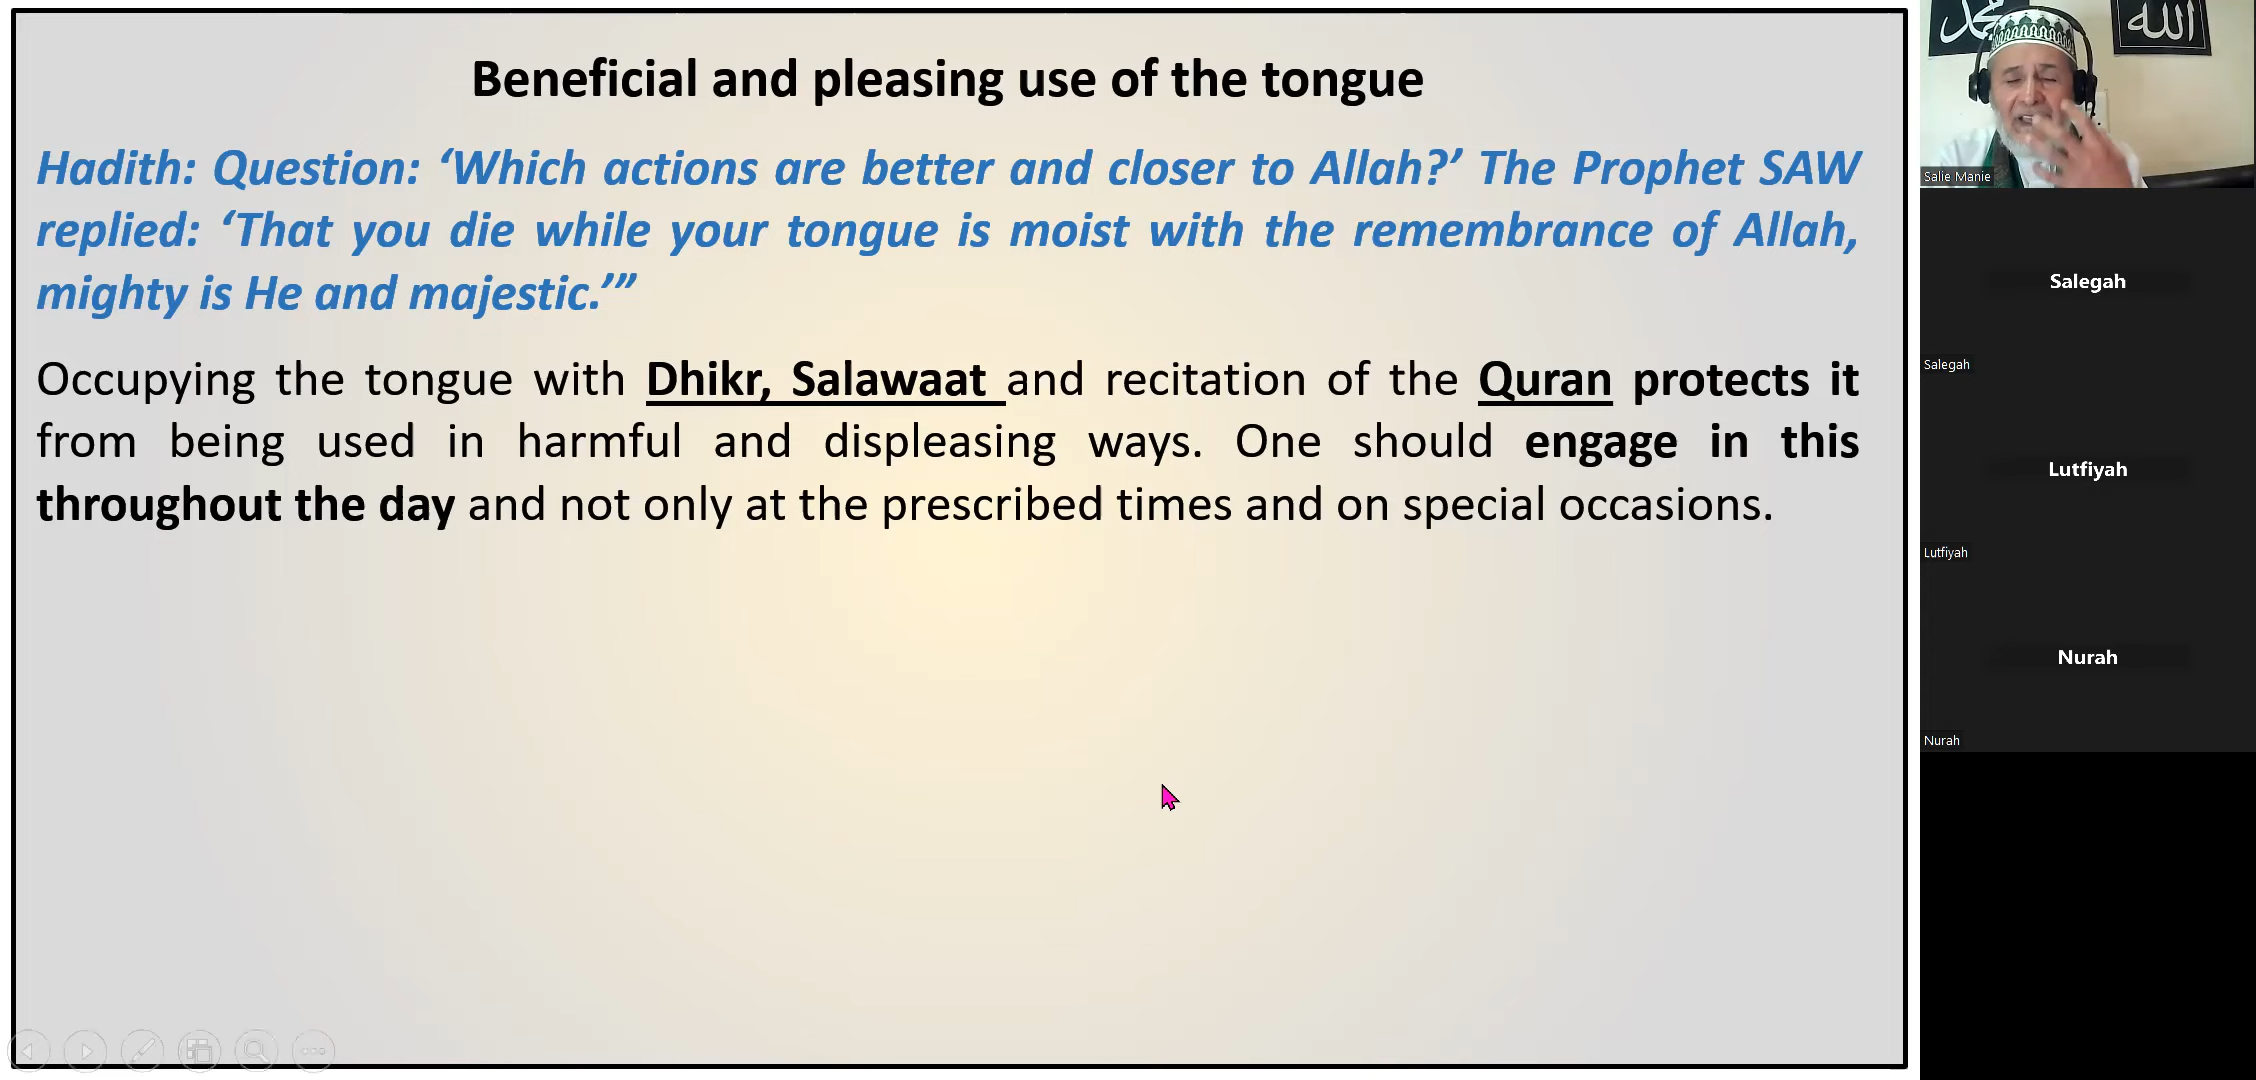 Beneficial and pleasing use of the tongue
Hadith: Question: ‘Which actions are better and closer to Allah?’ The Prophet SAW
replied: ‘That you die while your tongue is moist with the remembrance of Allah,
mighty is He and majestic.’”
Occupying the tongue with Dhikr, Salawaat and recitation of the Quran protects it
from being used in harmful and displeasing ways. One should engage in this
throughout the day and not only at the prescribed times and on special occasions.
محمد
الله
Salie Manie
Salegah
Salegah
Lutfiyah
Lutfiyah
Nurah
Nurah